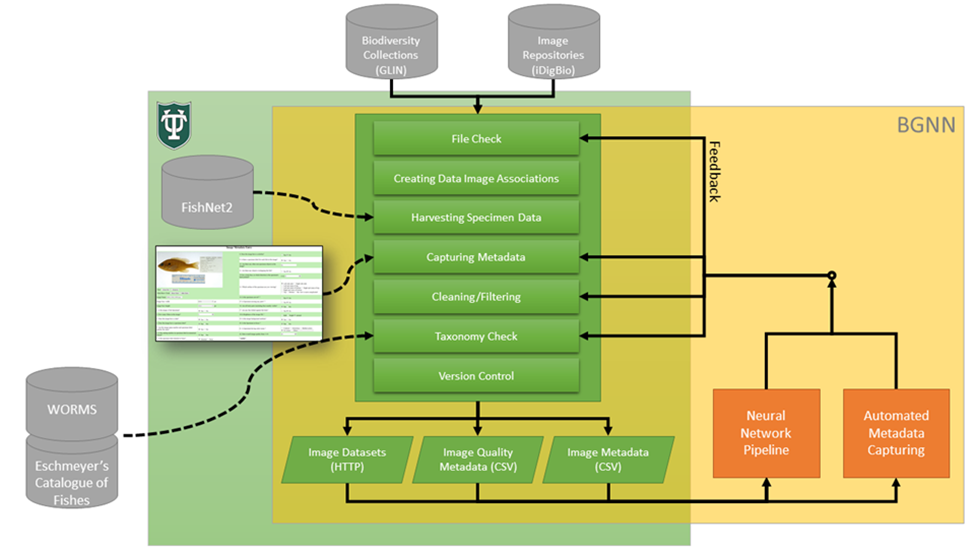 Biodiversity
Collections
(GLIN)
Image
Repositories
(iDigBio)
BGNN
File Check
Feedback
Creating Data Image Associations
FishNet2
Harvesting Specimen Data
Capturing Metadata
Cleaning/Filtering
Taxonomy Check
Version Control
WORMS
Eschmeyer's
Catalogue of
Fishes
Image Datasets
(HTTP)
Image Quality
Metadata (CSV)
Image Metadata
(CSV)
Neural
Network
Pipeline
Automated
Metadata
Capturing